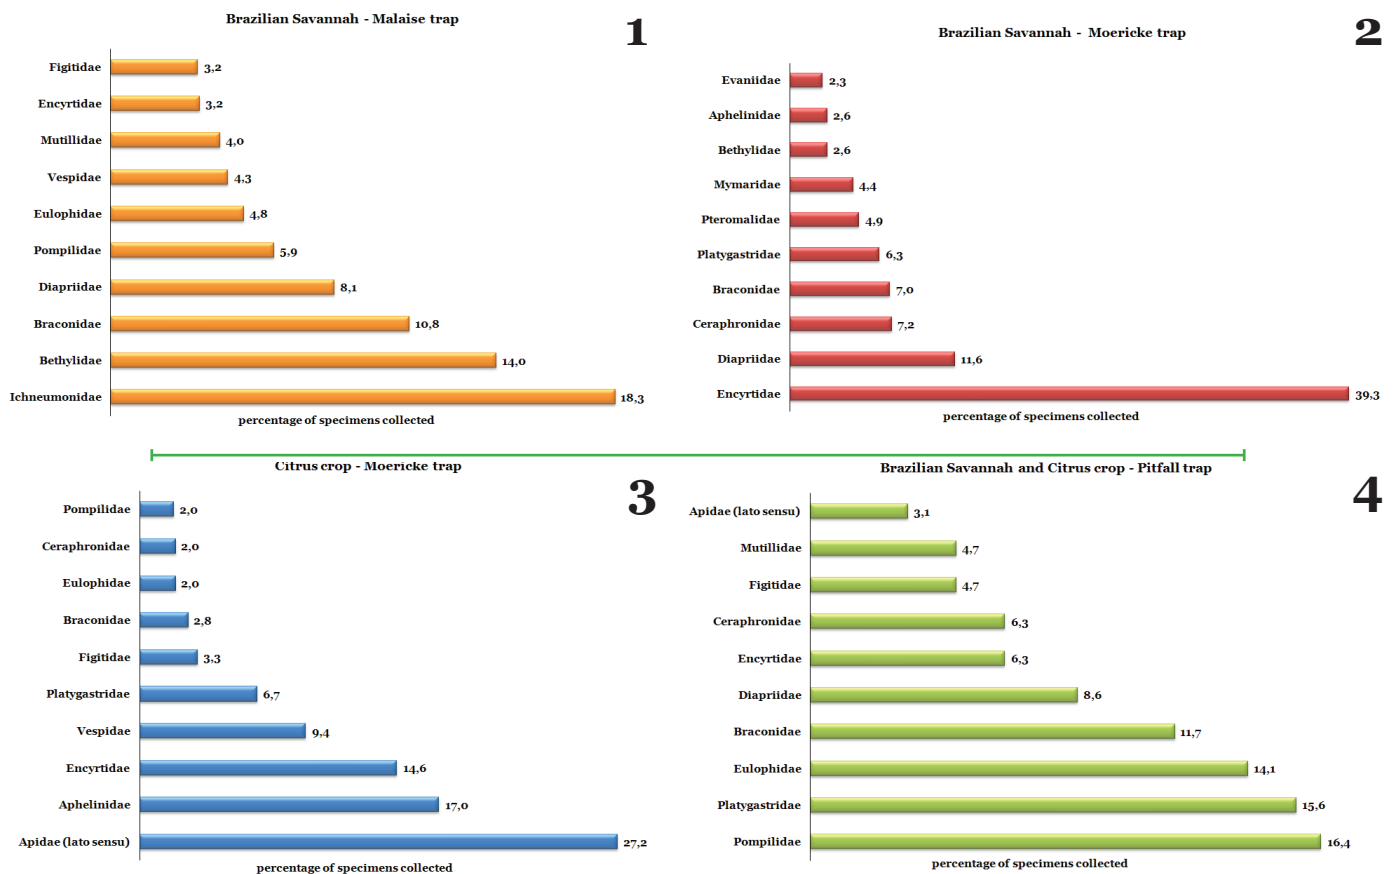 Brazilian Savannah - Malaise trap
1
Figitidae 3,2
Encyrtidae 3,2
Mutillidae 4,0
Vespidae 4,3
Eulophidae 4,8
Pompilidae 5,9
Diapriidae 8,1
Braconidae 10,8
Bethylidae 14,0
Ichneumonidae 18,3
percentage of specimens collected
Brazilian Savannah - Moericke trap
2
Evaniidae 2,3
Aphelinidae 2,6
Bethylidae 2,6
Mymaridae 4,4
Pteromalidae 4,9
Platygastridae 6,3
Braconidae 7,0
Ceraphronidae 7,2
Diapriidae 11,6
Encyrtidae 39,3
percentage of specimens collected
Citrus crop - Moericke trap
3
Pompilidae 2,0
Ceraphronidae 2,0
Eulophidae 2,0
Braconidae 2,8
Figitidae 3,3
Platygastridae 6,7
Vespidae 9,4
Encyrtidae 14,6
Aphelinidae 17,0
Apidae (lato sensu) 27,2
percentage of specimens collected
Brazilian Savannah and Citrus crop - Pitfall trap
4
Apidae (lato sensu) 3,1
Mutillidae 4,7
Figitidae 4,7
Ceraphronidae 6,3
Encyrtidae 6,3
Diapriidae 8,6
Braconidae 11,7
Eulophidae 14,1
Platygastridae 15,6
Pompilidae 16,4
percentage of specimens collected